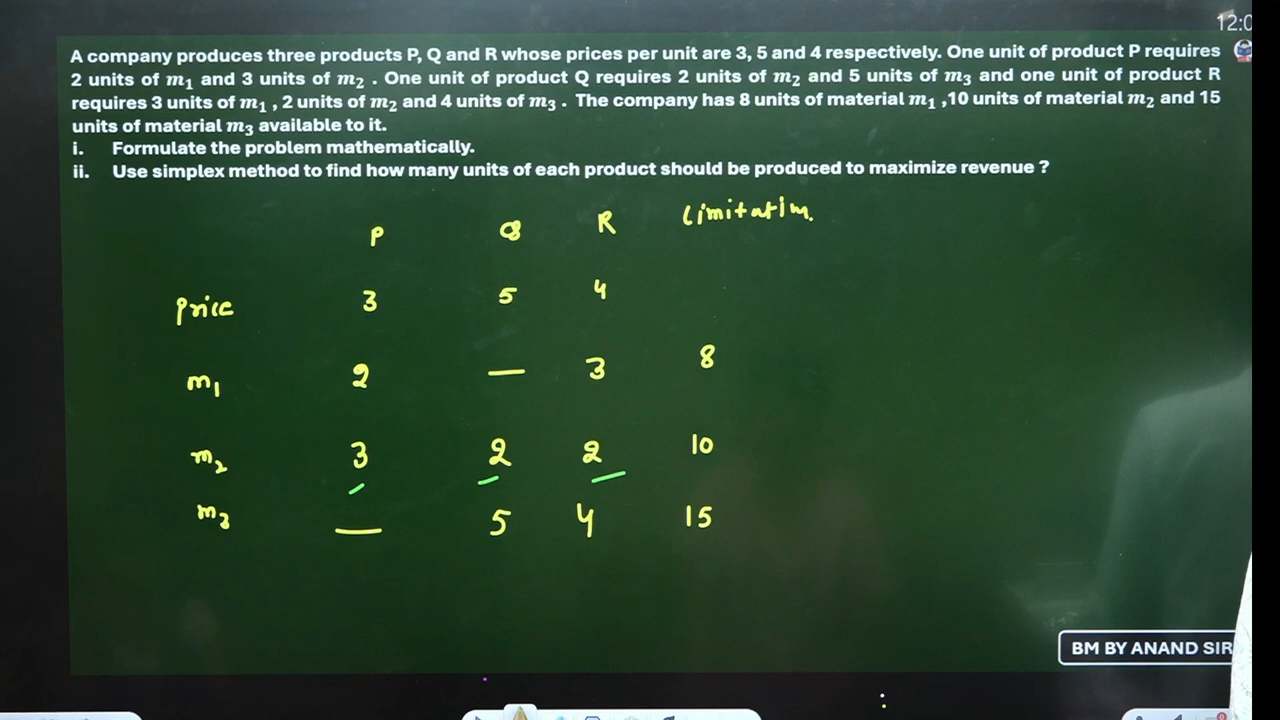 12:0
A company produces three products P, Q and R whose prices per unit are 3, 5 and 4 respectively. One unit of product P requires
2 units of m₁ and 3 units of m₂ . One unit of product Q requires 2 units of m₂ and 5 units of m₃ and one unit of product R
requires 3 units of m₁ , 2 units of m₂ and 4 units of m₃ . The company has 8 units of material m₁ ,10 units of material m₂ and 15
units of material m₃ available to it.
i. Formulate the problem mathematically.
ii. Use simplex method to find how many units of each product should be produced to maximize revenue ?
P Q R Limitation.
Price 3 5 4
m₁ 2 — 3 8
m₂ 3 2 2 10
m₃ — 5 4 15
BM BY ANAND SIR